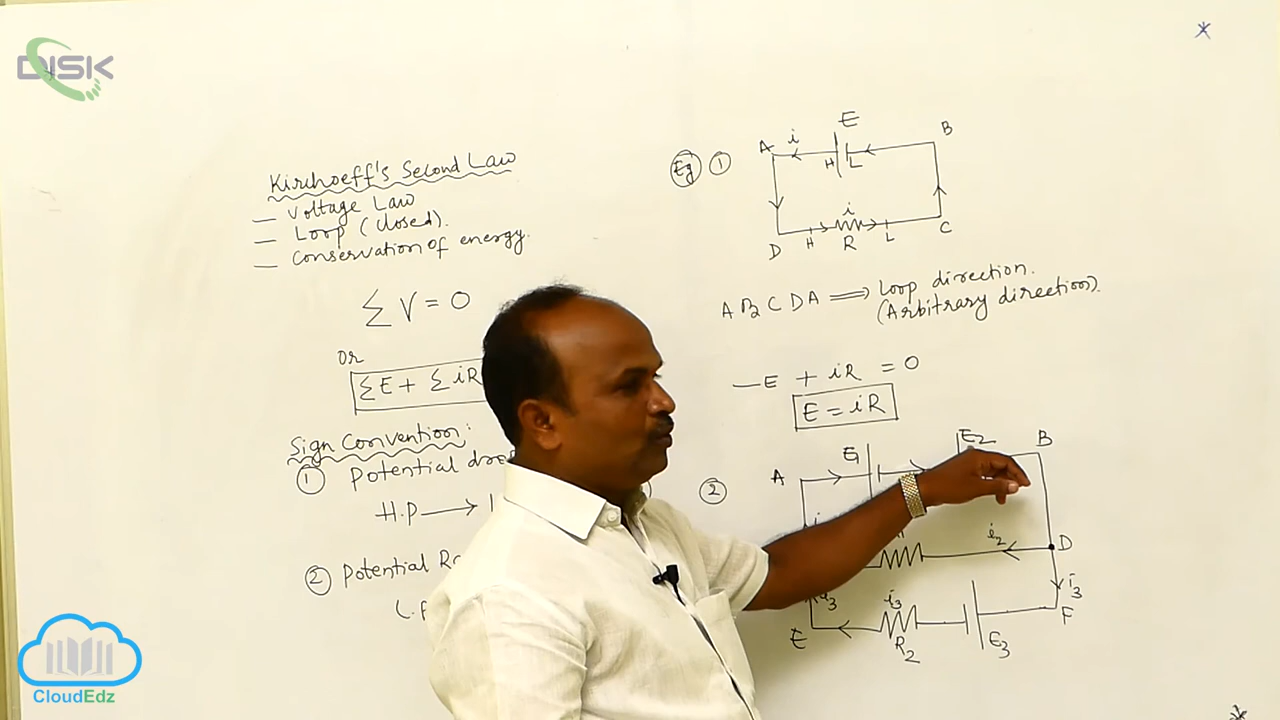 DISK
Kirchoeff's Second Law
— Voltage Law
— Loop (closed).
— Conservation of energy.
∑ V = 0
or
∑E + ∑iR
Sign Convention:
① Potential
H.P → 
② Potential
Eg ①
A i E B
H L
i
D H R L C
A B C D A ⟹ Loop direction.
(Arbitrary direction).
—E + iR = 0
E = iR
②
A E1 E2 B
i2 D
i3 i3 i3
E R2 E3 F
CloudEdz